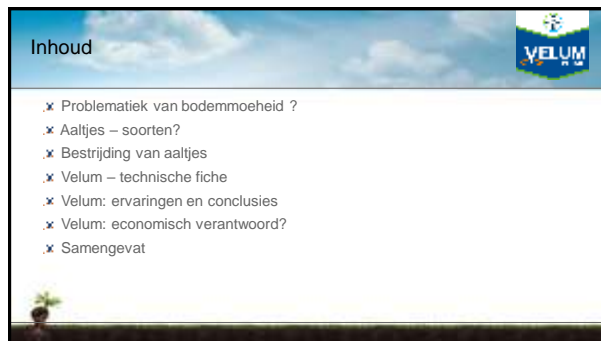 Inhoud
VELUM
Problematiek van bodemmoeheid ?
Aaltjes – soorten?
Bestrijding van aaltjes
Velum – technische fiche
Velum: ervaringen en conclusies
Velum: economisch verantwoord?
Samengevat